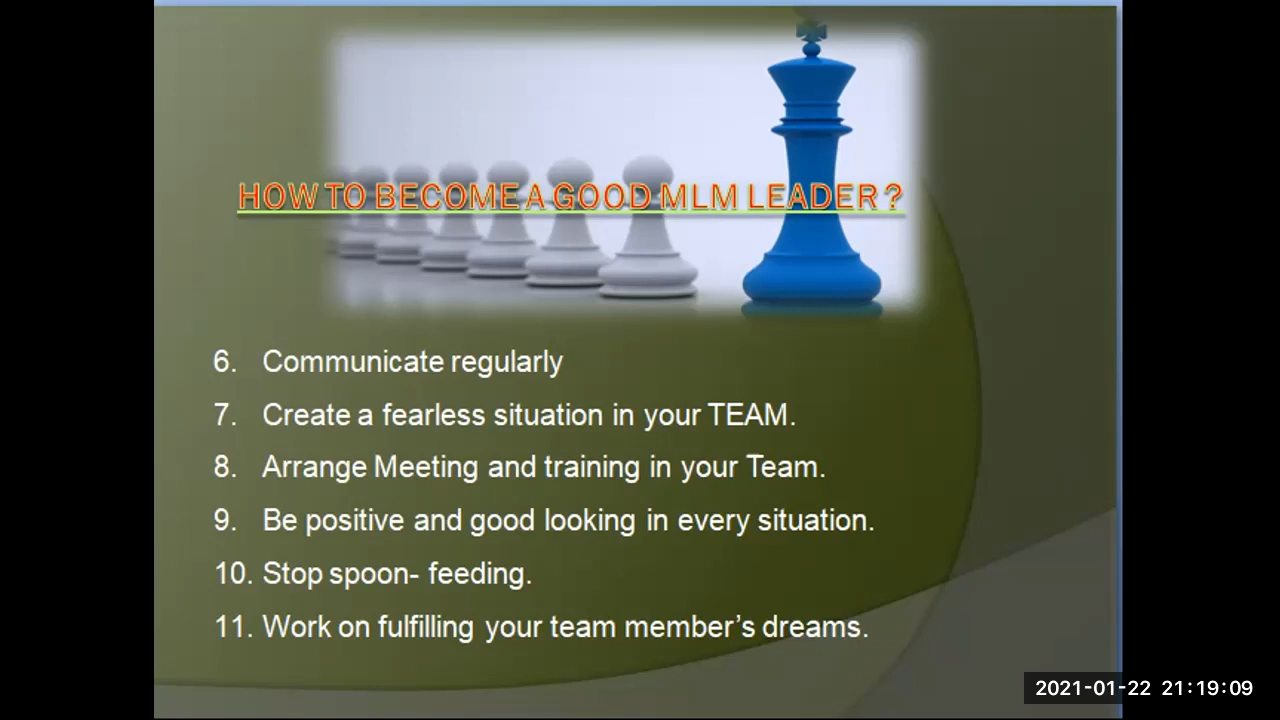 HOW TO BECOME A GOOD MLM LEADER ?
6. Communicate regularly
7. Create a fearless situation in your TEAM.
8. Arrange Meeting and training in your Team.
9. Be positive and good looking in every situation.
10. Stop spoon- feeding.
11. Work on fulfilling your team member’s dreams.
2021-01-22 21:19:09